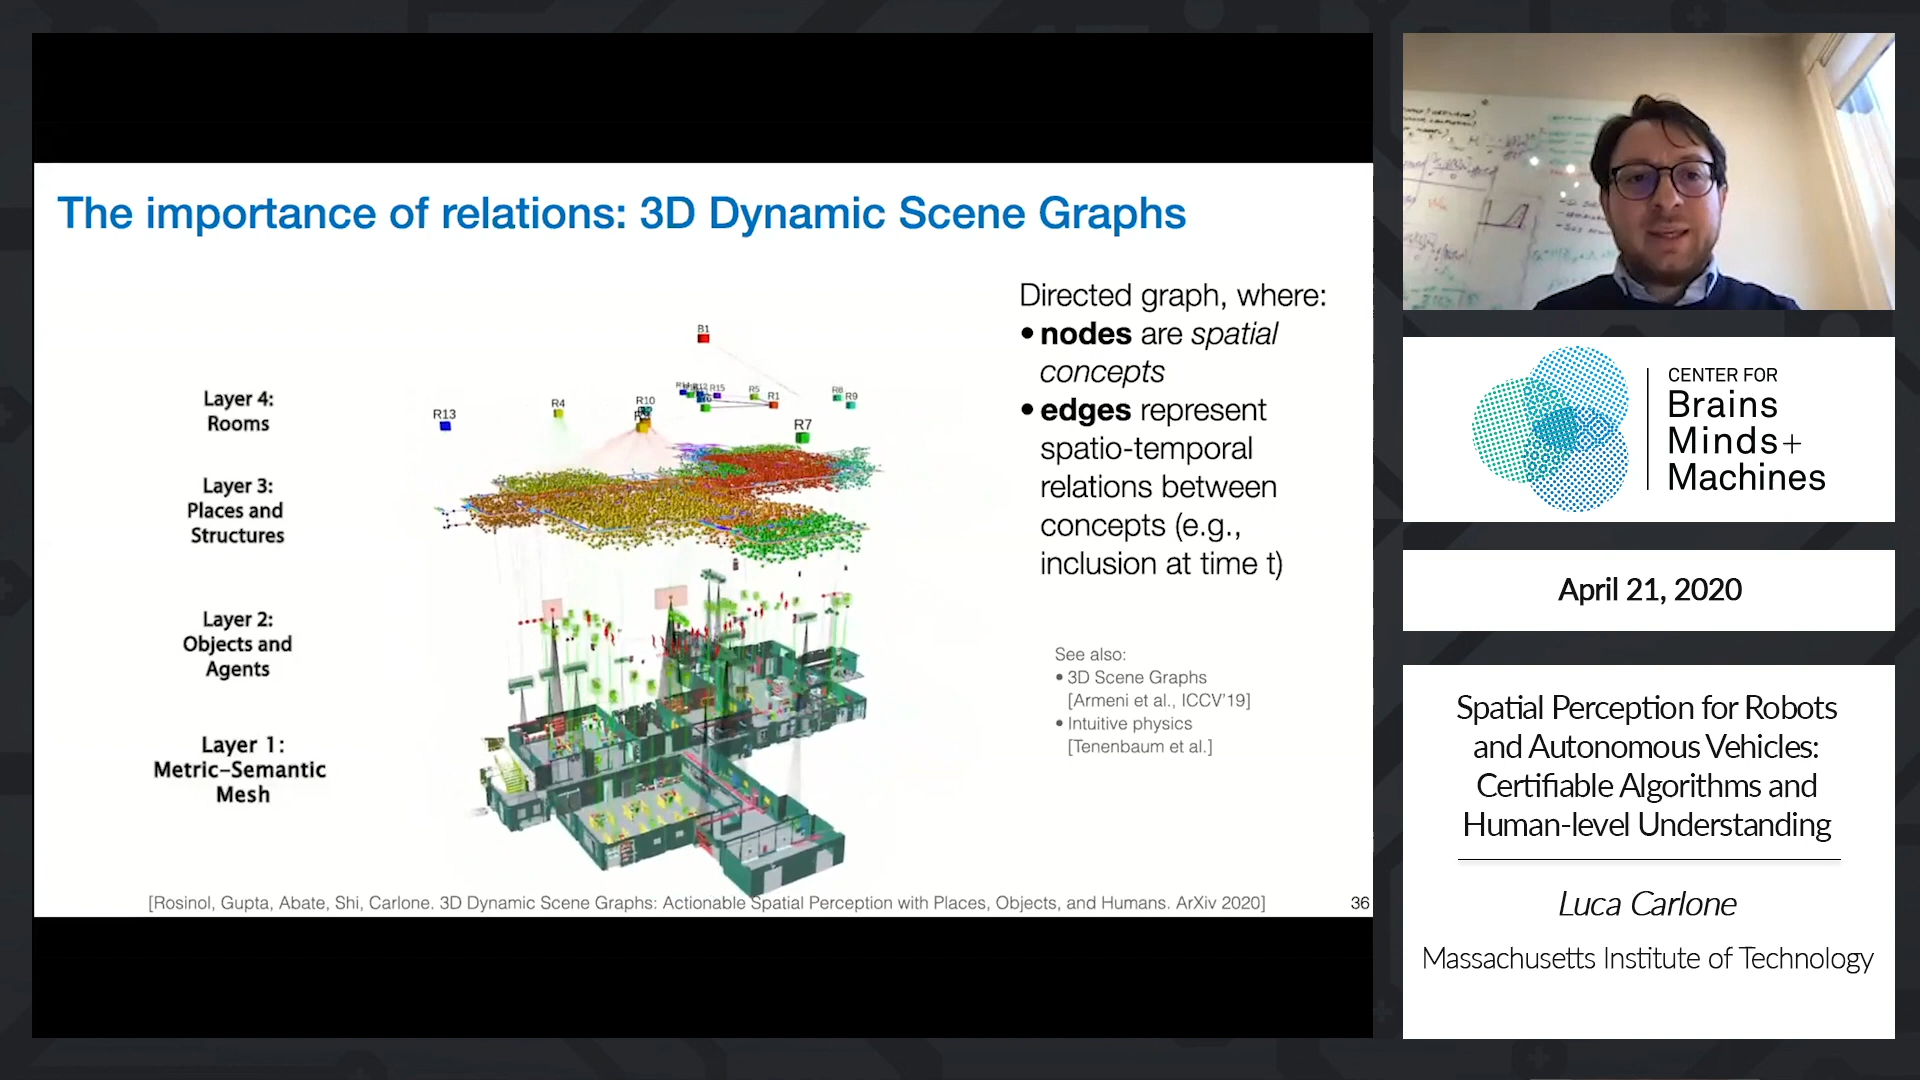 The importance of relations: 3D Dynamic Scene Graphs
Directed graph, where:
• nodes are spatial
concepts
• edges represent
spatio-temporal
relations between
concepts (e.g.,
inclusion at time t)
See also:
• 3D Scene Graphs
[Armeni et al., ICCV'19]
• Intuitive physics
[Tenenbaum et al.]
Layer 4:
Rooms
Layer 3:
Places and
Structures
Layer 2:
Objects and
Agents
Layer 1:
Metric-Semantic
Mesh
B1
R15
R5
R1
R8
R9
R13
R4
R10
R7
[Rosinol, Gupta, Abate, Shi, Carlone. 3D Dynamic Scene Graphs: Actionable Spatial Perception with Places, Objects, and Humans. ArXiv 2020]
36
CENTER FOR
Brains
Minds+
Machines
April 21, 2020
Spatial Perception for Robots
and Autonomous Vehicles:
Certifiable Algorithms and
Human-level Understanding
Luca Carlone
Massachusetts Institute of Technology